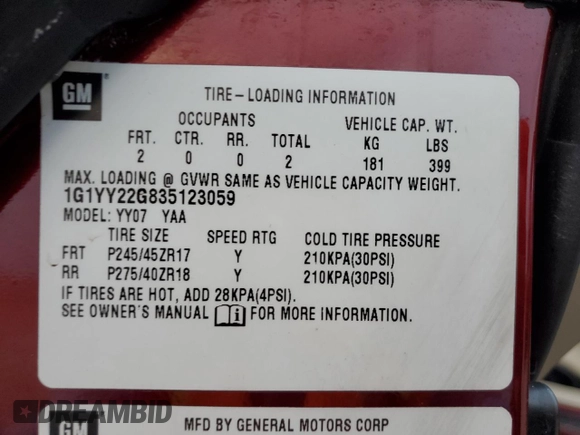 GM
TIRE-LOADING INFORMATION
OCCUPANTS VEHICLE CAP. WT.
FRT. CTR. RR. TOTAL KG LBS
2 0 0 2 181 399
MAX. LOADING @ GVWR SAME AS VEHICLE CAPACITY WEIGHT.
1G1YY22G835123059
MODEL: YY07 YAA
TIRE SIZE SPEED RTG COLD TIRE PRESSURE
FRT P245/45ZR17 Y 210KPA(30PSI)
RR P275/40ZR18 Y 210KPA(30PSI)
IF TIRES ARE HOT, ADD 28KPA(4PSI).
SEE OWNER'S MANUAL FOR MORE INFORMATION.
DREAMBID
GM
MFD BY GENERAL MOTORS CORP